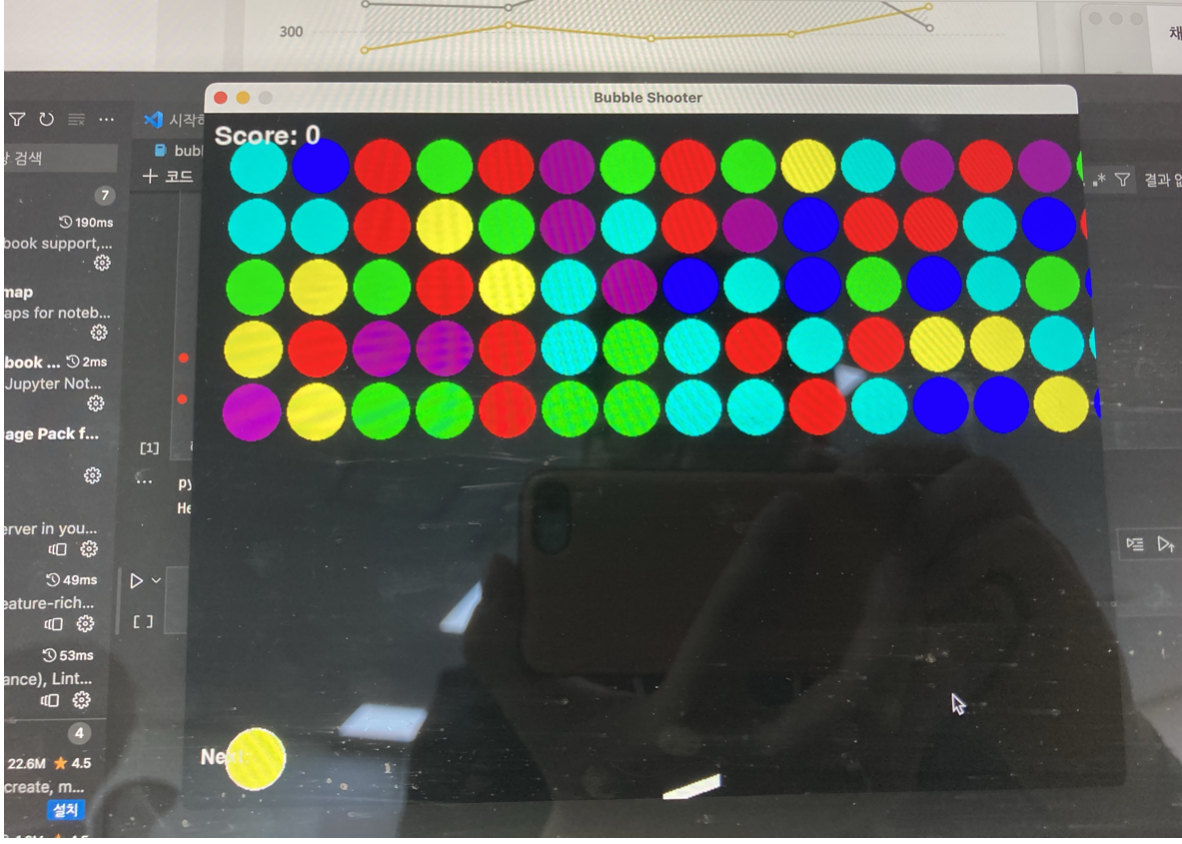 300
채
Bubble Shooter
시작하
Score: 0
검색
bubl
+ 코드
.*
결과 없
7
190ms
book support,...
map
aps for noteb...
book ... 2ms
Jupyter Not...
age Pack f...
[1]
...
py
He
erver in you...
49ms
eature-rich...
[ ]
53ms
ance), Lint...
4
Next:
22.6M ★ 4.5
create, m...
설치